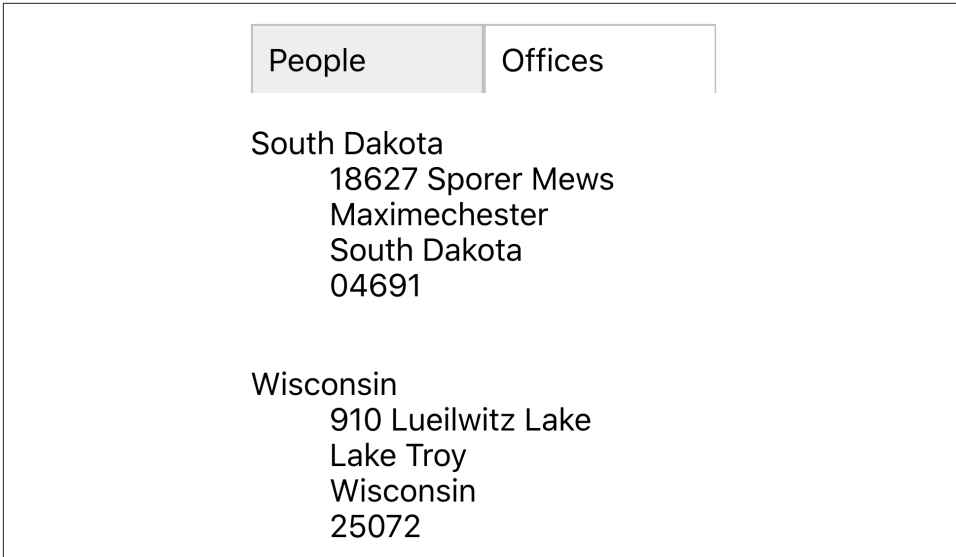 People
Offices
South Dakota
18627 Sporer Mews
Maximechester
South Dakota
04691
Wisconsin
910 Lueilwitz Lake
Lake Troy
Wisconsin
25072